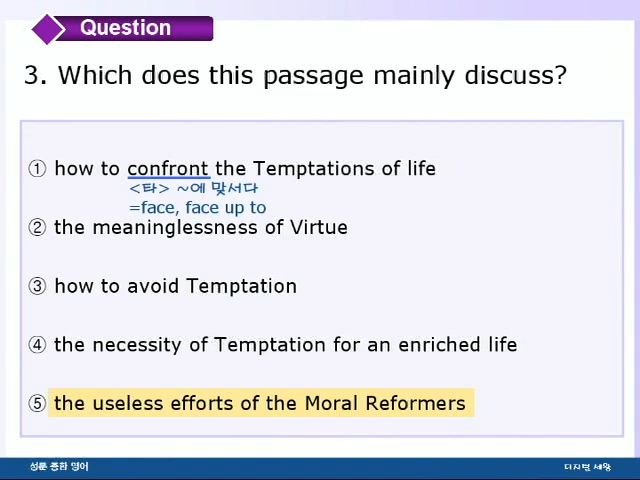 Question
3. Which does this passage mainly discuss?
① how to confront the Temptations of life
<타> ~에 맞서다
=face, face up to
② the meaninglessness of Virtue
③ how to avoid Temptation
④ the necessity of Temptation for an enriched life
⑤ the useless efforts of the Moral Reformers
성문 종합 영어
디지털 세왕